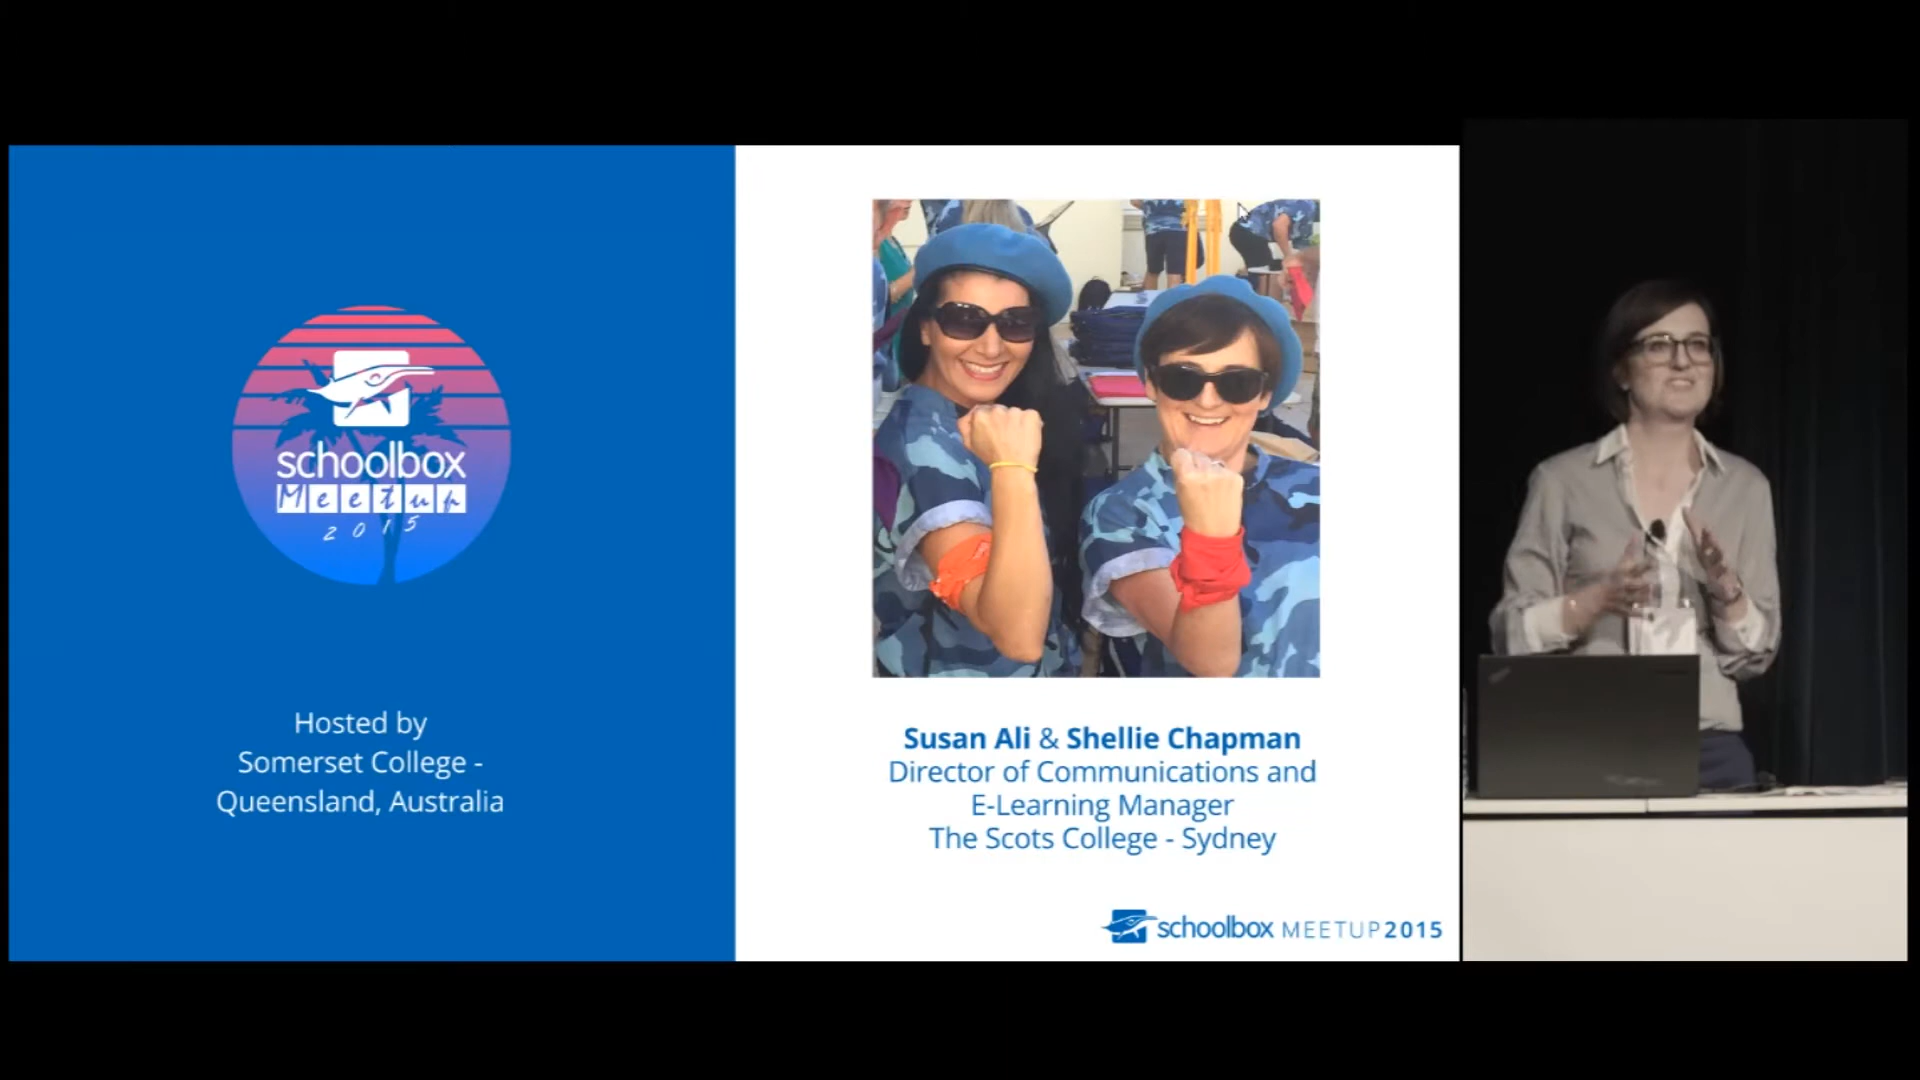 schoolbox
Meetup
2015
Hosted by
Somerset College -
Queensland, Australia
Susan Ali & Shellie Chapman
Director of Communications and
E-Learning Manager
The Scots College - Sydney
schoolbox MEETUP2015